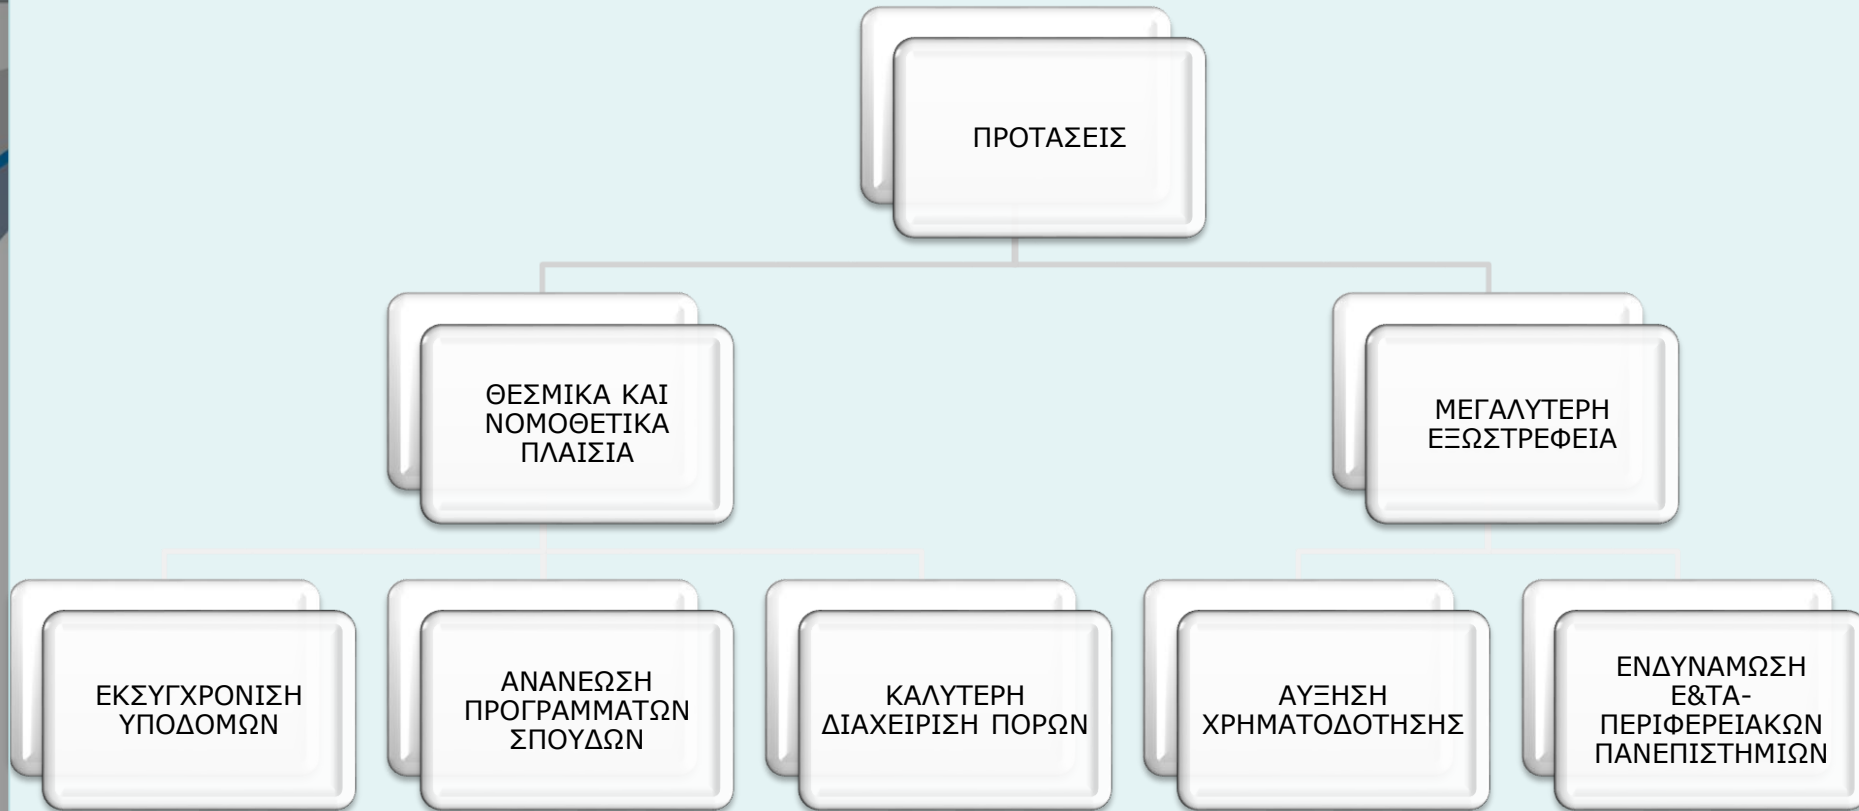 ΠΡΟΤΑΣΕΙΣ
ΘΕΣΜΙΚΑ ΚΑΙ
ΝΟΜΟΘΕΤΙΚΑ
ΠΛΑΙΣΙΑ
ΜΕΓΑΛΥΤΕΡΗ
ΕΞΩΣΤΡΕΦΕΙΑ
ΕΚΣΥΓΧΡΟΝΙΣΗ
ΥΠΟΔΟΜΩΝ
ΑΝΑΝΕΩΣΗ
ΠΡΟΓΡΑΜΜΑΤΩΝ
ΣΠΟΥΔΩΝ
ΚΑΛΥΤΕΡΗ
ΔΙΑΧΕΙΡΙΣΗ ΠΟΡΩΝ
ΑΥΞΗΣΗ
ΧΡΗΜΑΤΟΔΟΤΗΣΗΣ
ΕΝΔΥΝΑΜΩΣΗ
Ε&ΤΑ-
ΠΕΡΙΦΕΡΕΙΑΚΩΝ
ΠΑΝΕΠΙΣΤΗΜΙΩΝ